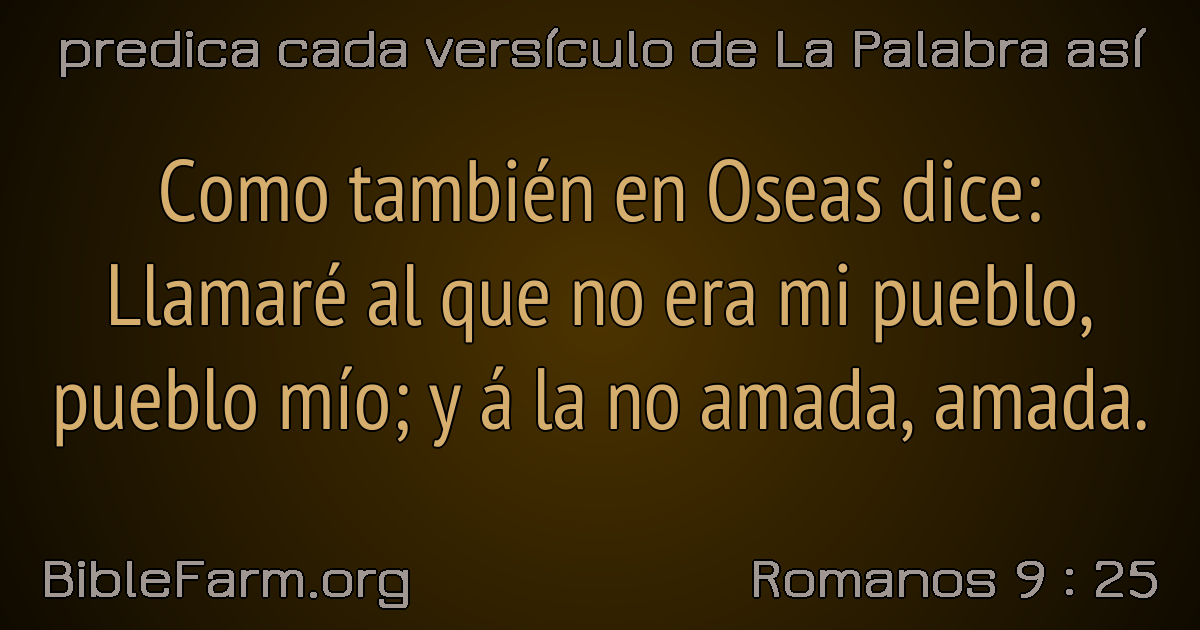 predica cada versículo de La Palabra así
Como también en Oseas dice:
Llamaré al que no era mi pueblo,
pueblo mío; y á la no amada, amada.
BibleFarm.org
Romanos 9 : 25